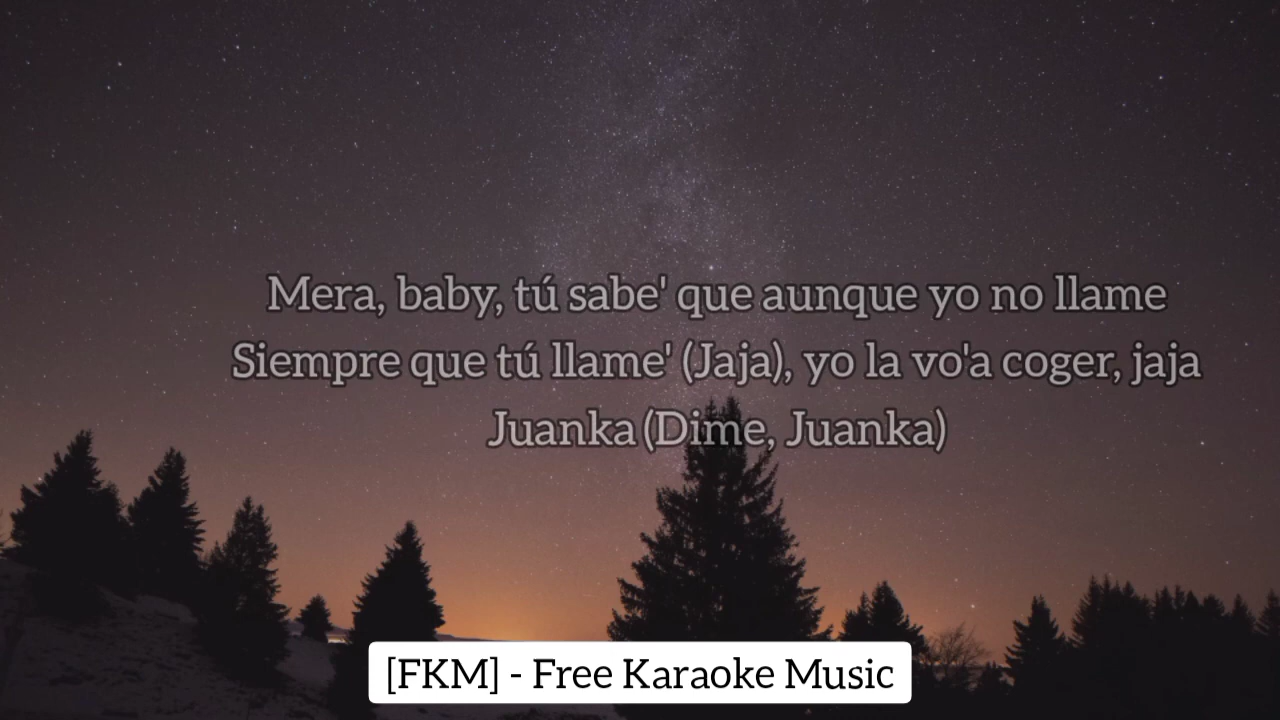 Mera, baby, tú sabe' que aunque yo no llame
Siempre que tú llame' (Jaja), yo la vo'a coger, jaja
Juanka (Dime, Juanka)
[FKM] - Free Karaoke Music